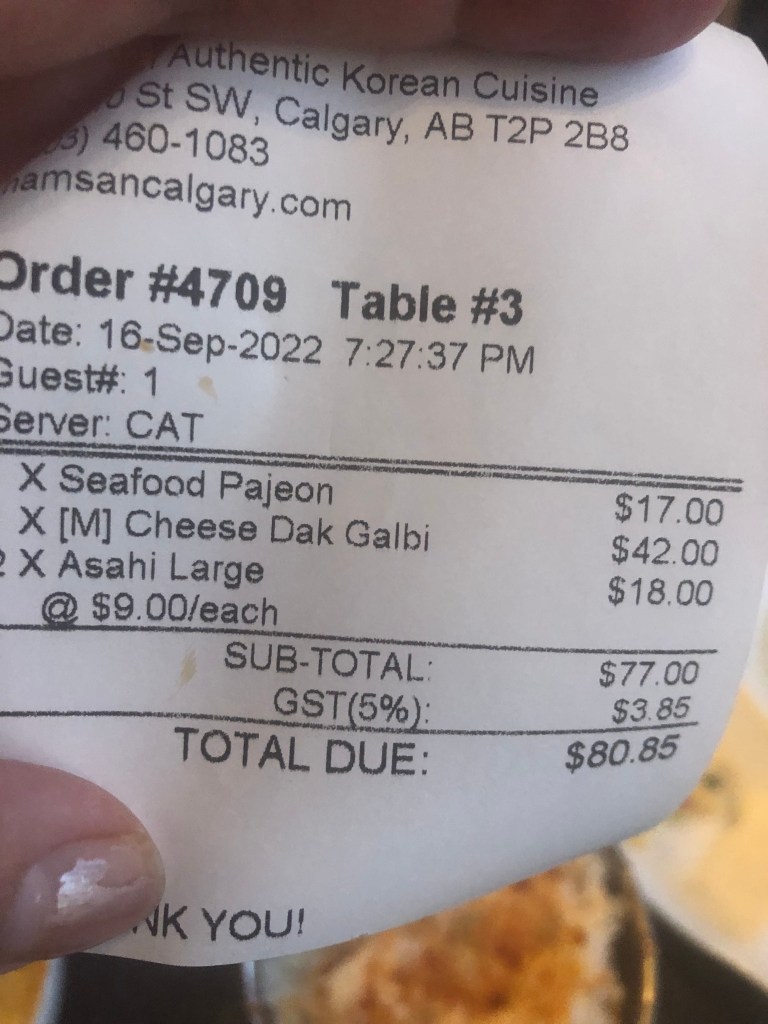 Authentic Korean Cuisine
St SW, Calgary, AB T2P 2B8
3) 460-1083
namsancalgary.com
Order #4709 Table #3
Date: 16-Sep-2022 7:27:37 PM
Guest#: 1
Server: CAT
X Seafood Pajeon $17.00
X [M] Cheese Dak Galbi $42.00
2 X Asahi Large $18.00
@ $9.00/each
SUB-TOTAL: $77.00
GST(5%): $3.85
TOTAL DUE: $80.85
NK YOU!